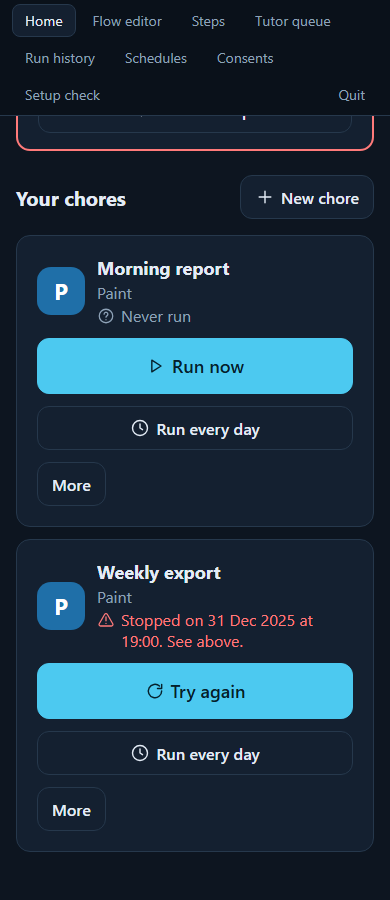 Home
Flow editor
Steps
Tutor queue
Run history
Schedules
Consents
Setup check
Quit
Your chores
New chore
P
Morning report
Paint
Never run
Run now
Run every day
More
P
Weekly export
Paint
Stopped on 31 Dec 2025 at
19:00. See above.
Try again
Run every day
More